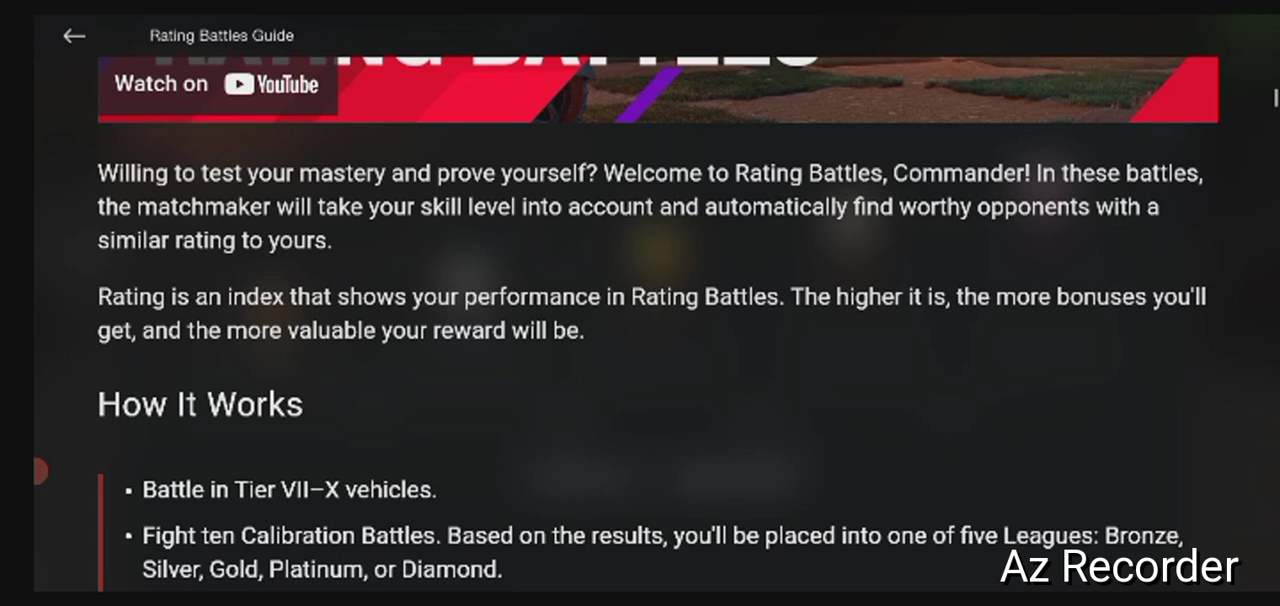 Rating Battles Guide
RATING BATTLES
Watch on YouTube
Willing to test your mastery and prove yourself? Welcome to Rating Battles, Commander! In these battles,
the matchmaker will take your skill level into account and automatically find worthy opponents with a
similar rating to yours.
Rating is an index that shows your performance in Rating Battles. The higher it is, the more bonuses you'll
get, and the more valuable your reward will be.
How It Works
• Battle in Tier VII–X vehicles.
• Fight ten Calibration Battles. Based on the results, you'll be placed into one of five Leagues: Bronze,
Silver, Gold, Platinum, or Diamond.
Az Recorder